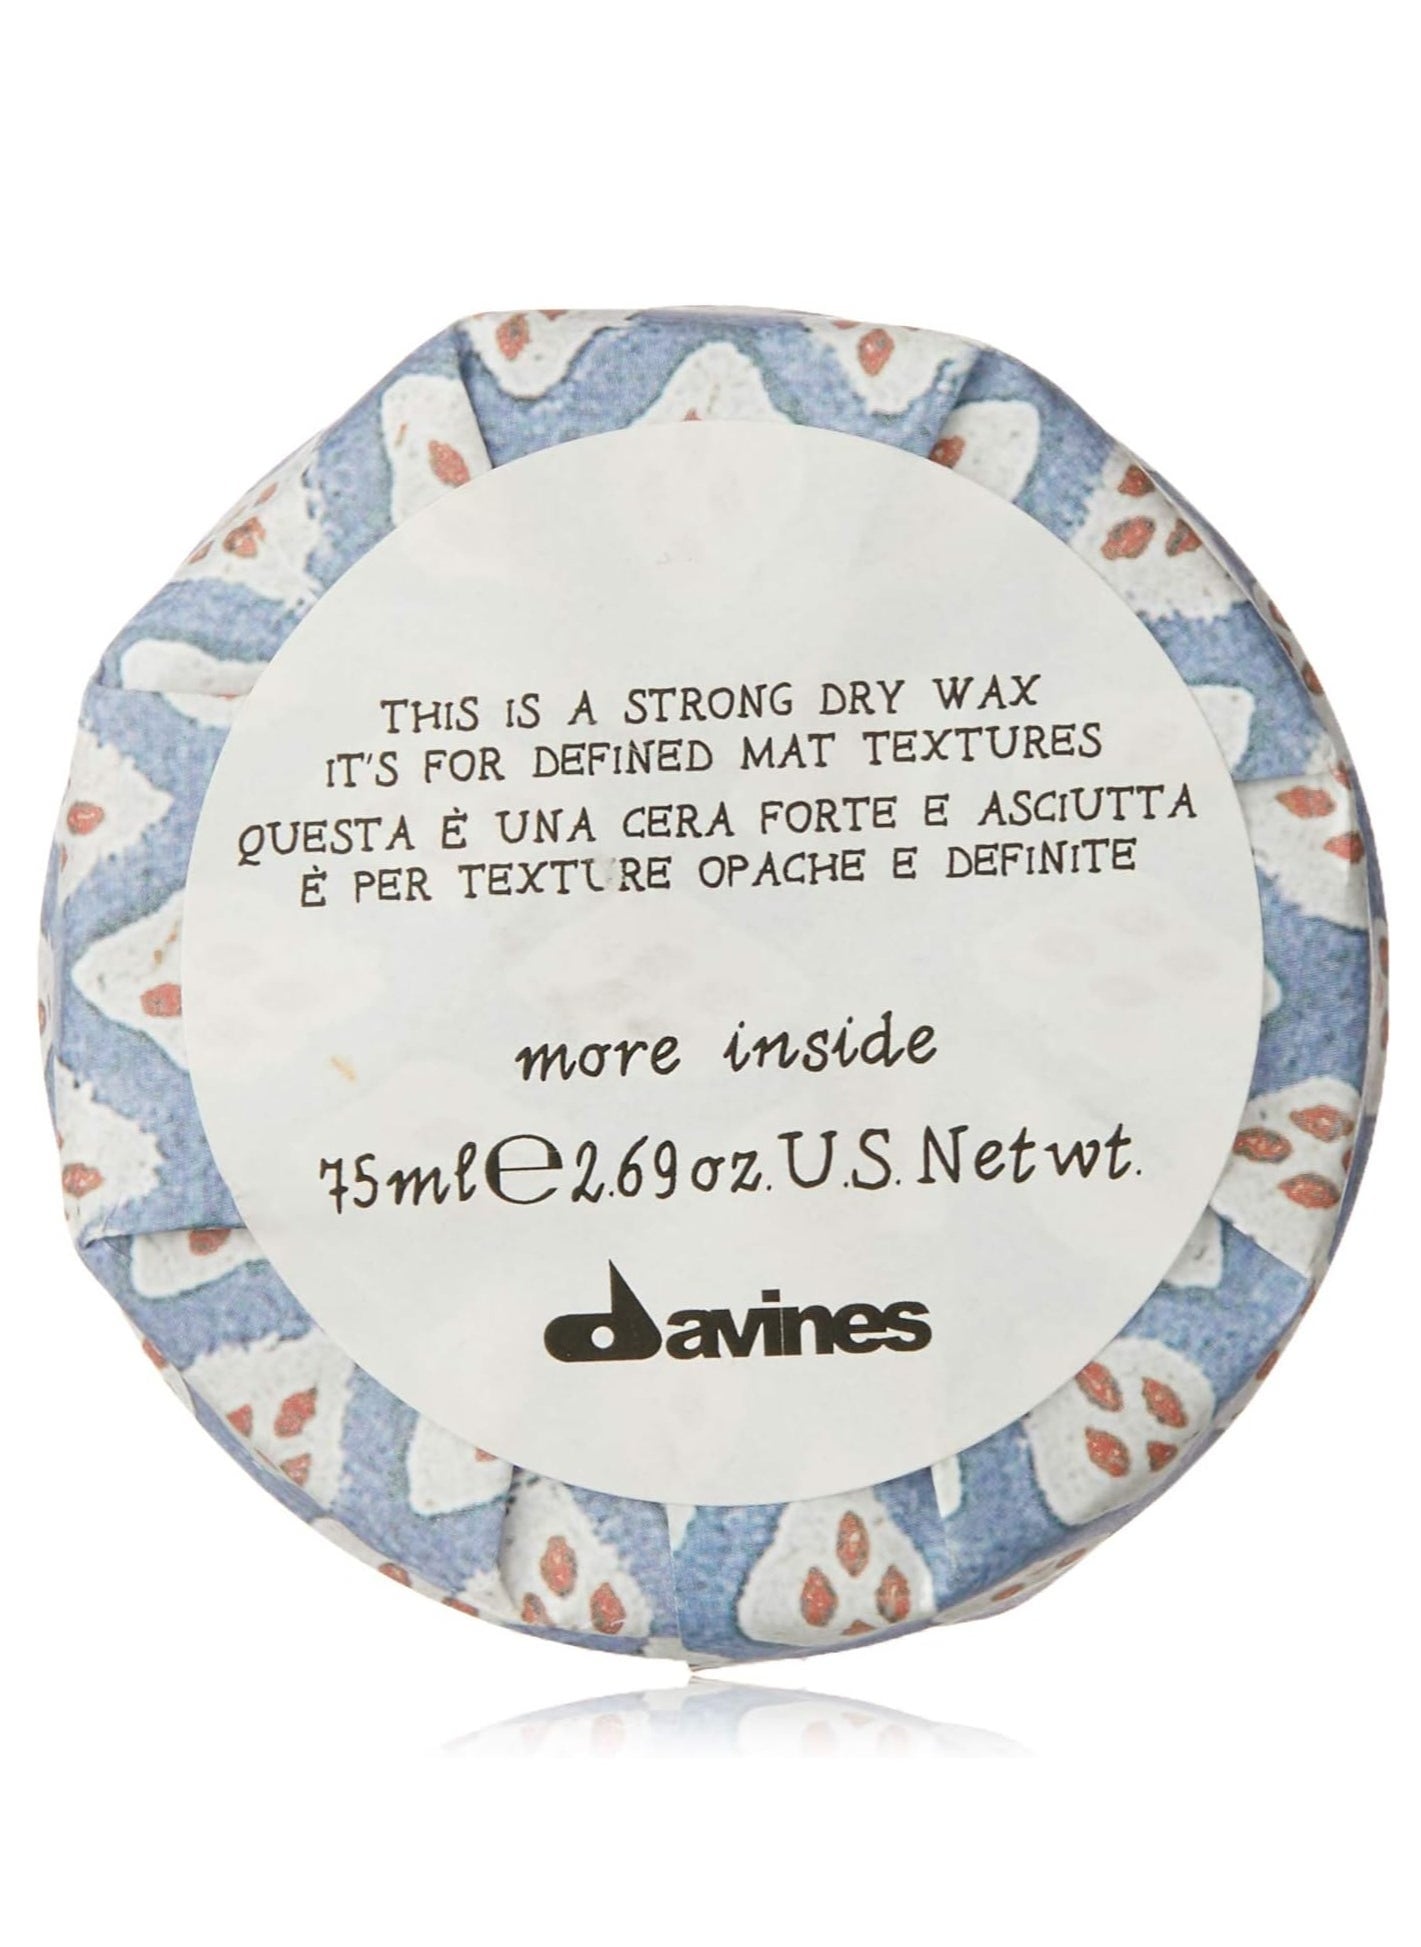 THIS IS A STRONG DRY WAX
IT'S FOR DEFINED MAT TEXTURES
QUESTA È UNA CERA FORTE E ASCIUTTA
È PER TEXTURE OPACHE E DEFINITE
more inside
75ml℮2.69oz.U.S.Netwt.
davines